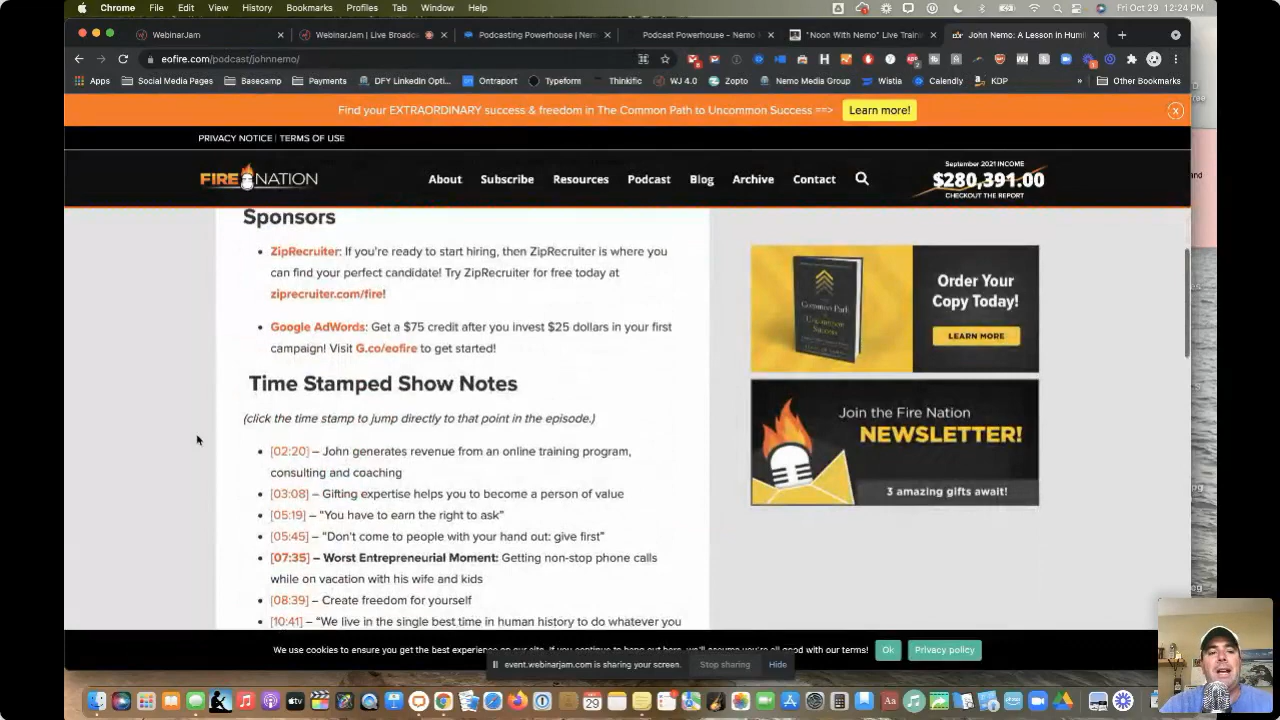 Chrome File Edit View History Bookmarks Profiles Tab Window Help Fri Oct 29 12:24 PM
WebinarJam WebinarJam | Live Broadc Podcasting Powerhouse | Nem Podcast Powerhouse – Nemo "Noon With Nemo" Live Traini John Nemo: A Lesson in Humil
eofire.com/podcast/johnnemo/
Apps Social Media Pages Basecamp Payments DFY LinkedIn Opti... Ontraport Typeform Thinkific WJ 4.0 Zopto Nemo Media Group Wistia Calendly KDP » Other Bookmarks
Find your EXTRAORDINARY success & freedom in The Common Path to Uncommon Success ==> Learn more!
PRIVACY NOTICE | TERMS OF USE
FIRE NATION About Subscribe Resources Podcast Blog Archive Contact
September 2021 INCOME
$280,391.00
CHECKOUT THE REPORT
Sponsors
ZipRecruiter: If you're ready to start hiring, then ZipRecruiter is where you
can find your perfect candidate! Try ZipRecruiter for free today at
ziprecruiter.com/fire!
Google AdWords: Get a $75 credit after you invest $25 dollars in your first
campaign! Visit G.co/eofire to get started!
Time Stamped Show Notes
(click the time stamp to jump directly to that point in the episode.)
[02:20] – John generates revenue from an online training program,
consulting and coaching
[03:08] – Gifting expertise helps you to become a person of value
[05:19] – "You have to earn the right to ask"
[05:45] – "Don't come to people with your hand out: give first"
[07:35] – Worst Entrepreneurial Moment: Getting non-stop phone calls
while on vacation with his wife and kids
[08:39] – Create freedom for yourself
[10:41] – "We live in the single best time in human history to do whatever you
Order Your
Copy Today!
LEARN MORE
Join the Fire Nation
NEWSLETTER!
3 amazing gifts await!
We use cookies to ensure you get the best experience on our site. Ok Privacy policy
event.webinarjam.com is sharing your screen. Stop sharing Hide